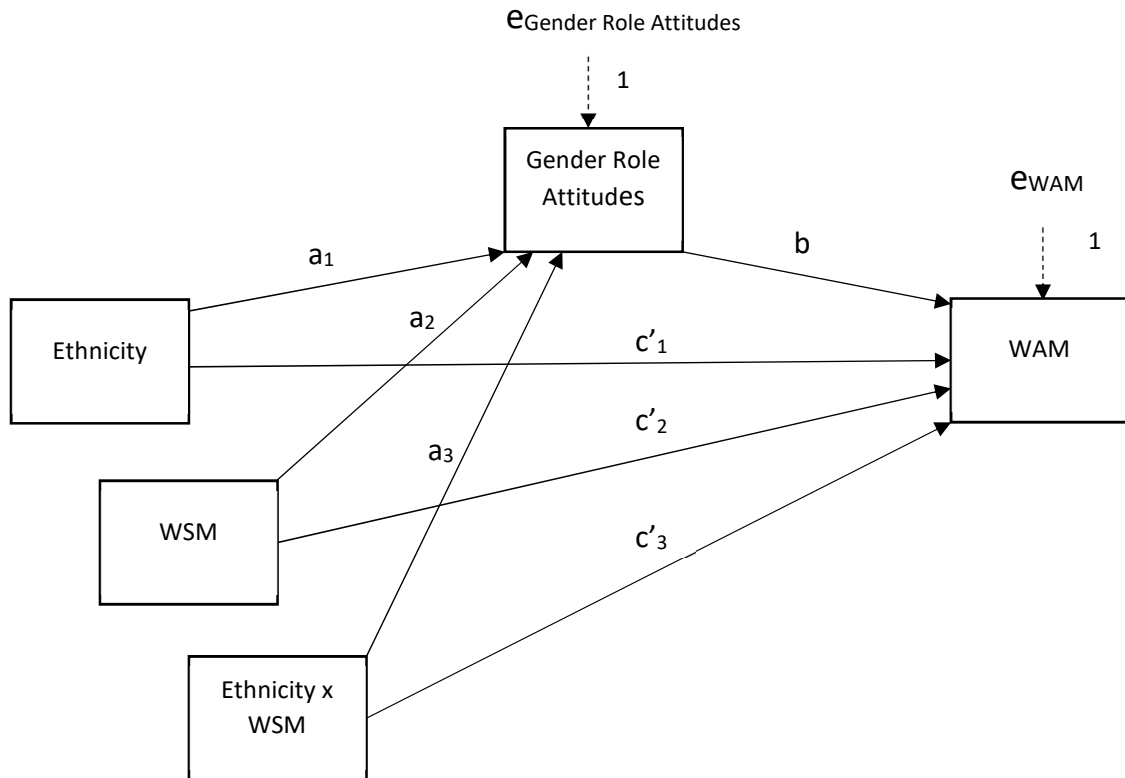 eGender Role Attitudes
1
Gender Role
Attitudes
eWAM
1
b
a1
Ethnicity
a2
c’1
WAM
c’2
a3
WSM
c’3
Ethnicity x
WSM